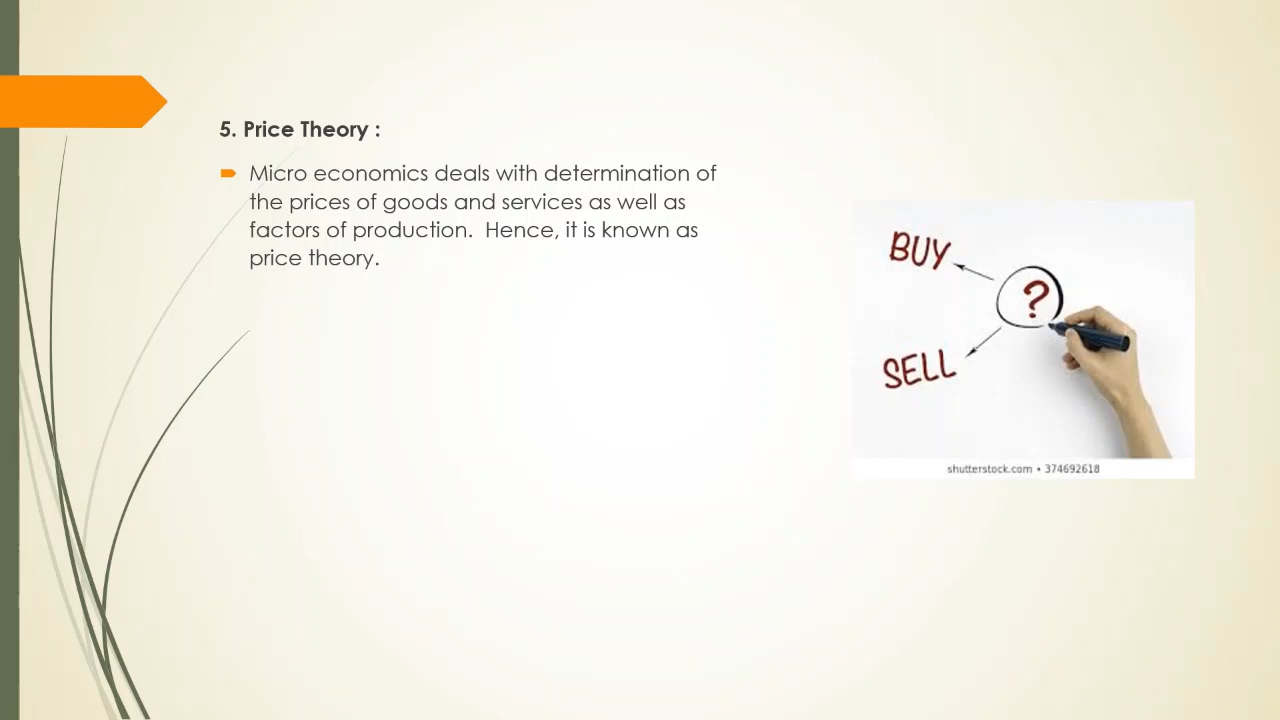 5. Price Theory :
Micro economics deals with determination of
the prices of goods and services as well as
factors of production.  Hence, it is known as
price theory.
BUY
?
SELL
shutterstock.com • 374692618